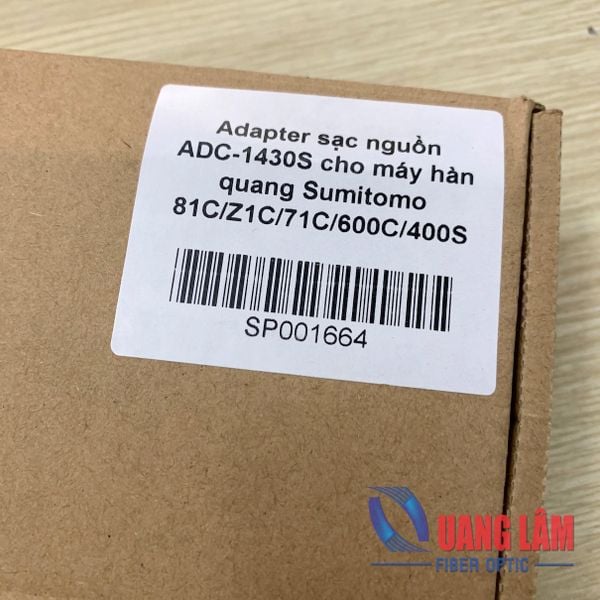 Adapter sạc nguồn
ADC-1430S cho máy hàn
quang Sumitomo
81C/Z1C/71C/600C/400S
SP001664
UANG LÂM
FIBER OPTIC